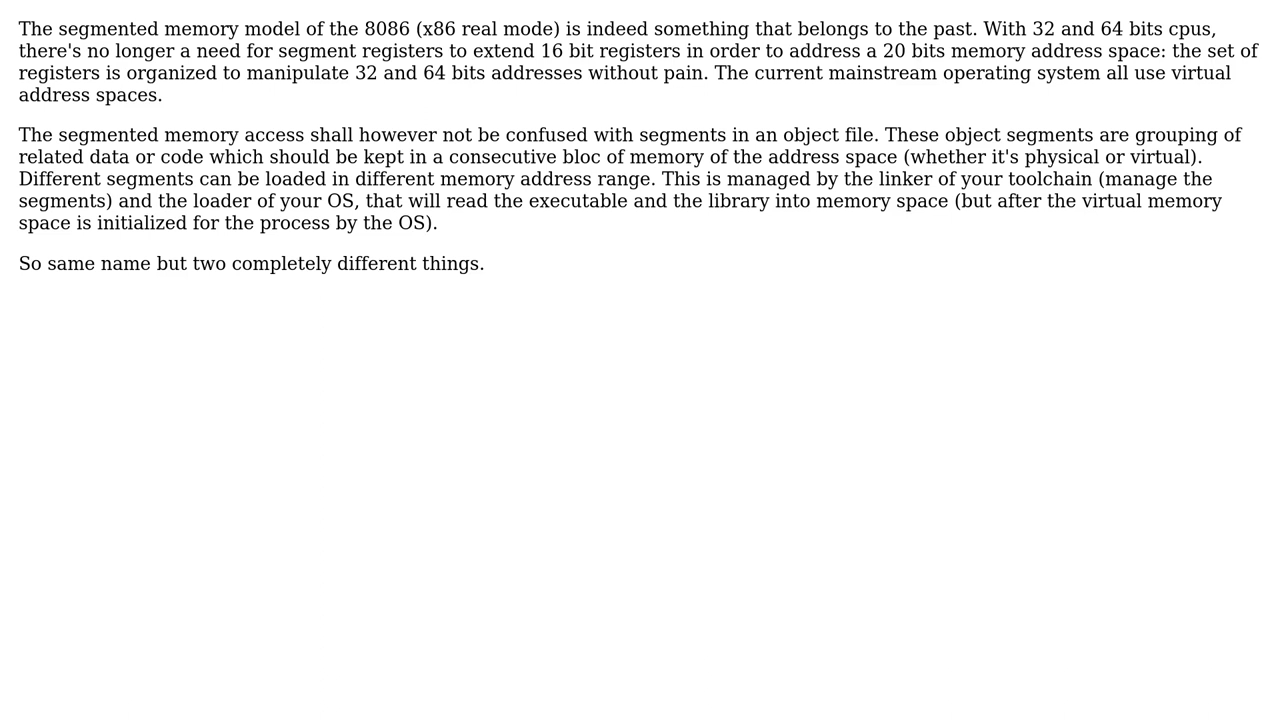 The segmented memory model of the 8086 (x86 real mode) is indeed something that belongs to the past. With 32 and 64 bits cpus,
there's no longer a need for segment registers to extend 16 bit registers in order to address a 20 bits memory address space: the set of
registers is organized to manipulate 32 and 64 bits addresses without pain. The current mainstream operating system all use virtual
address spaces.
The segmented memory access shall however not be confused with segments in an object file. These object segments are grouping of
related data or code which should be kept in a consecutive bloc of memory of the address space (whether it's physical or virtual).
Different segments can be loaded in different memory address range. This is managed by the linker of your toolchain (manage the
segments) and the loader of your OS, that will read the executable and the library into memory space (but after the virtual memory
space is initialized for the process by the OS).
So same name but two completely different things.